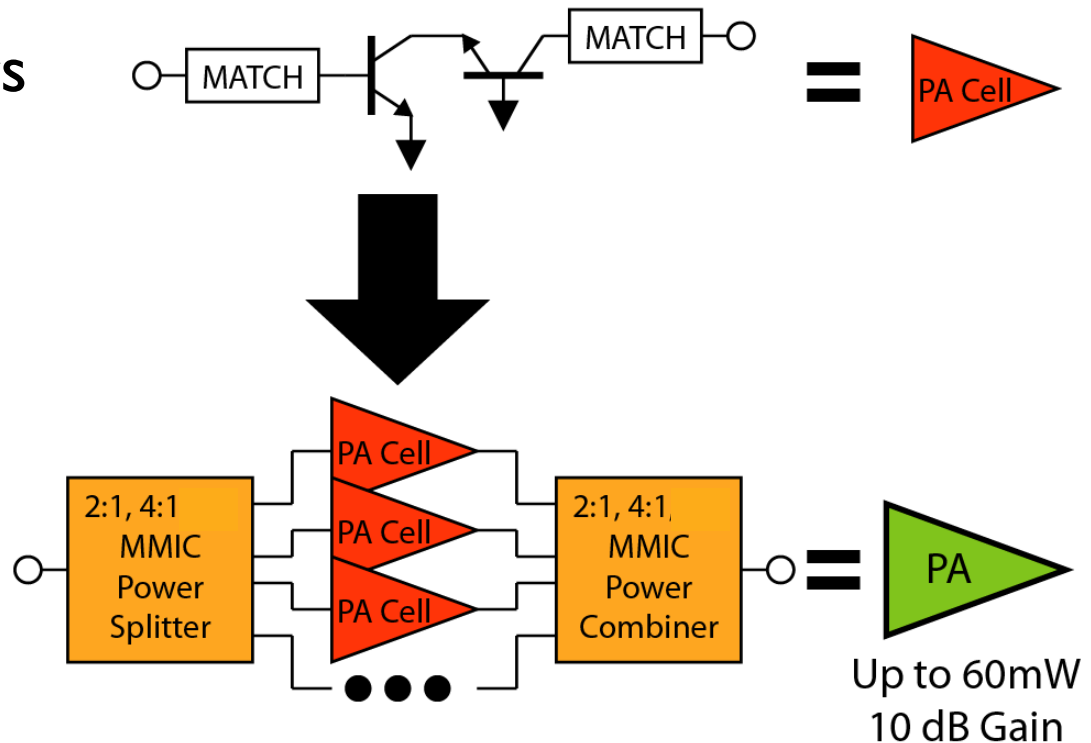 s
MATCH
MATCH
=
PA Cell
PA Cell
PA Cell
PA Cell
2:1, 4:1
MMIC
Power
Splitter
2:1, 4:1,
MMIC
Power
Combiner
=
PA
Up to 60mW
10 dB Gain